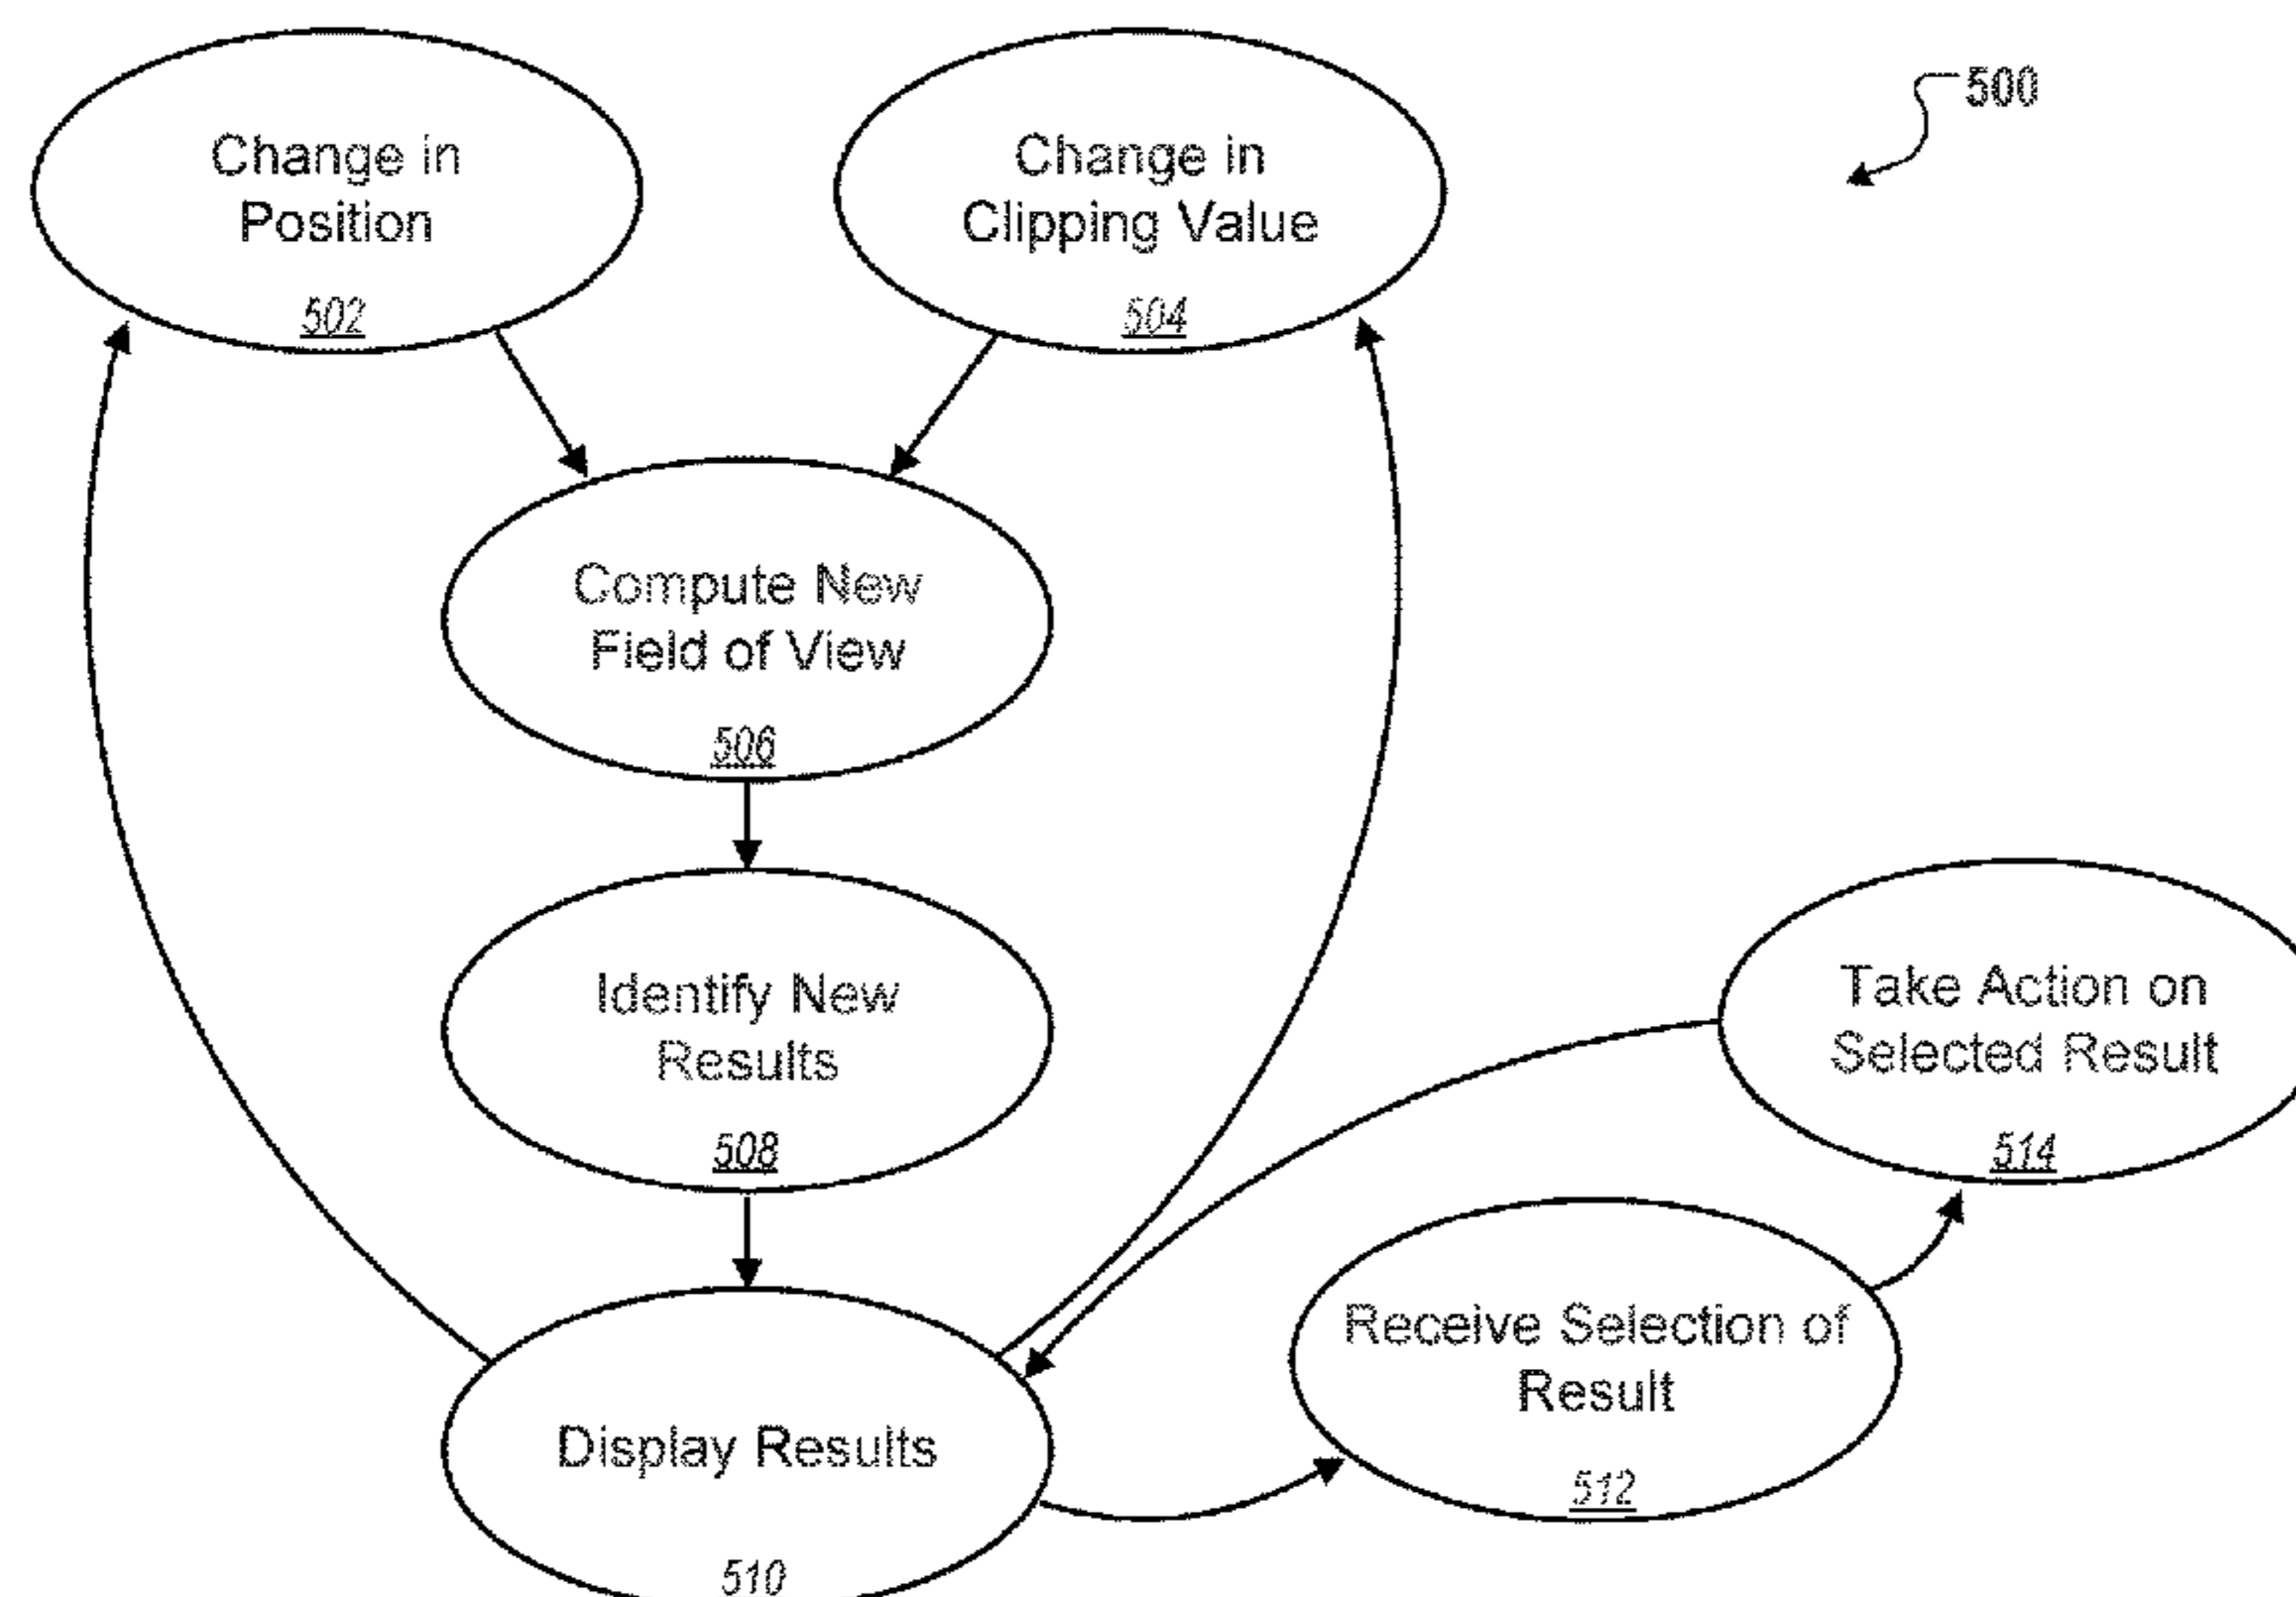 Change in
Position
502
Change in
Clipping Value
504
500
Compute New
Field of View
506
Identify New
Results
508
Take Action on
Selected Result
514
Receive Selection of
Result
512
Display Results
510